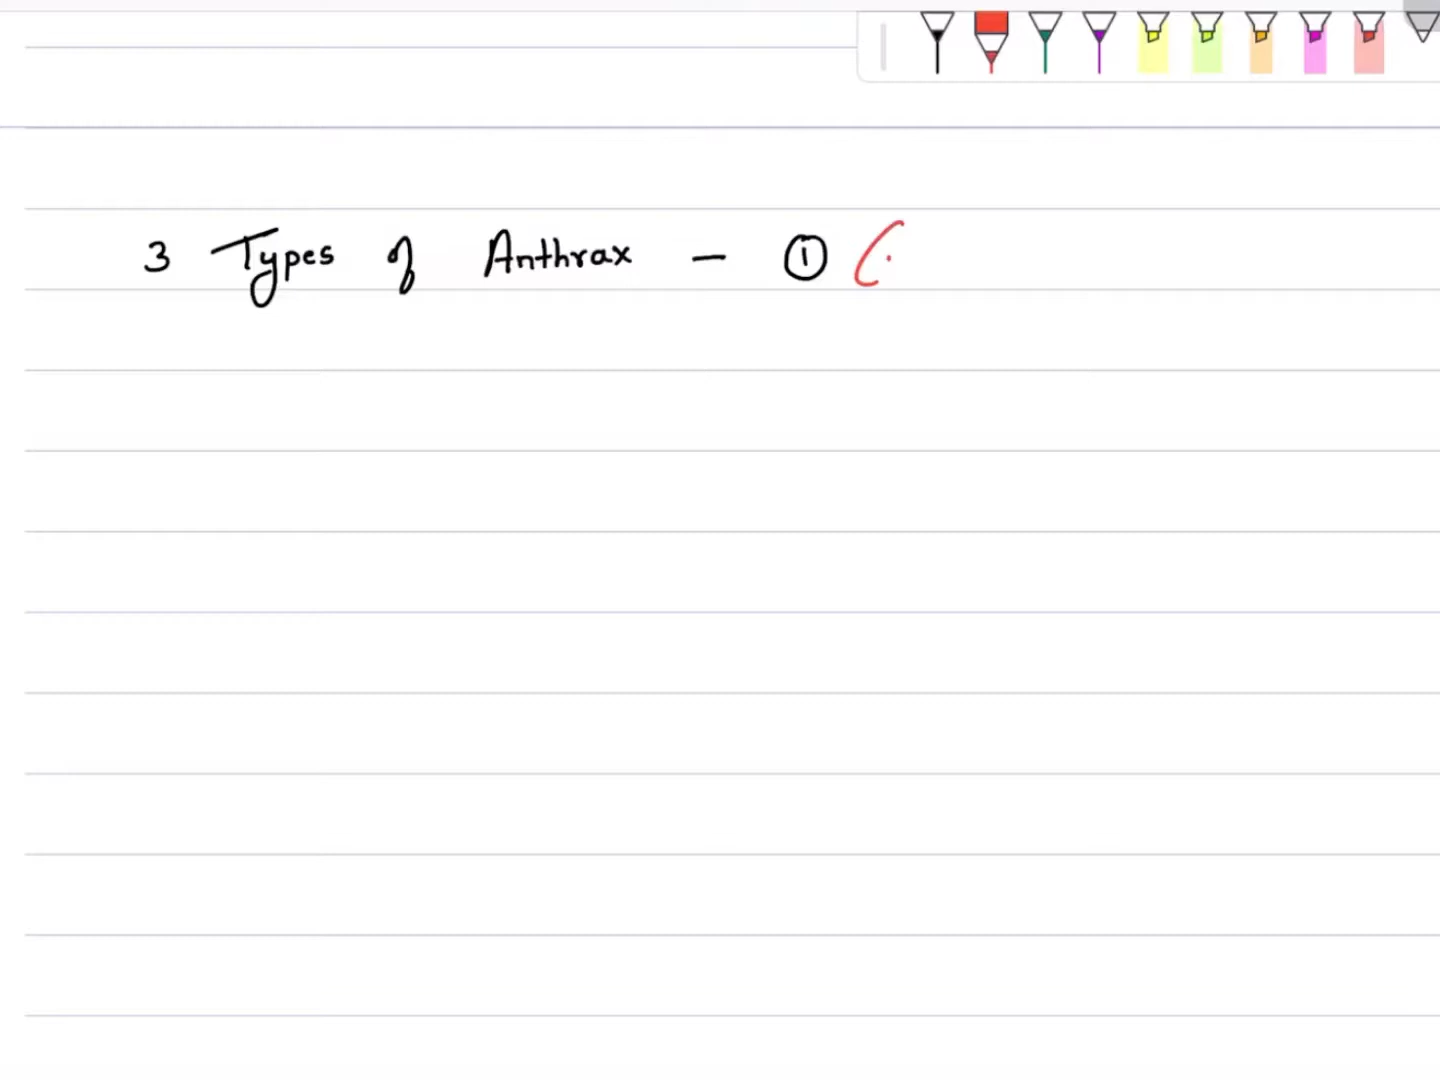 3 Types of Anthrax - ① (